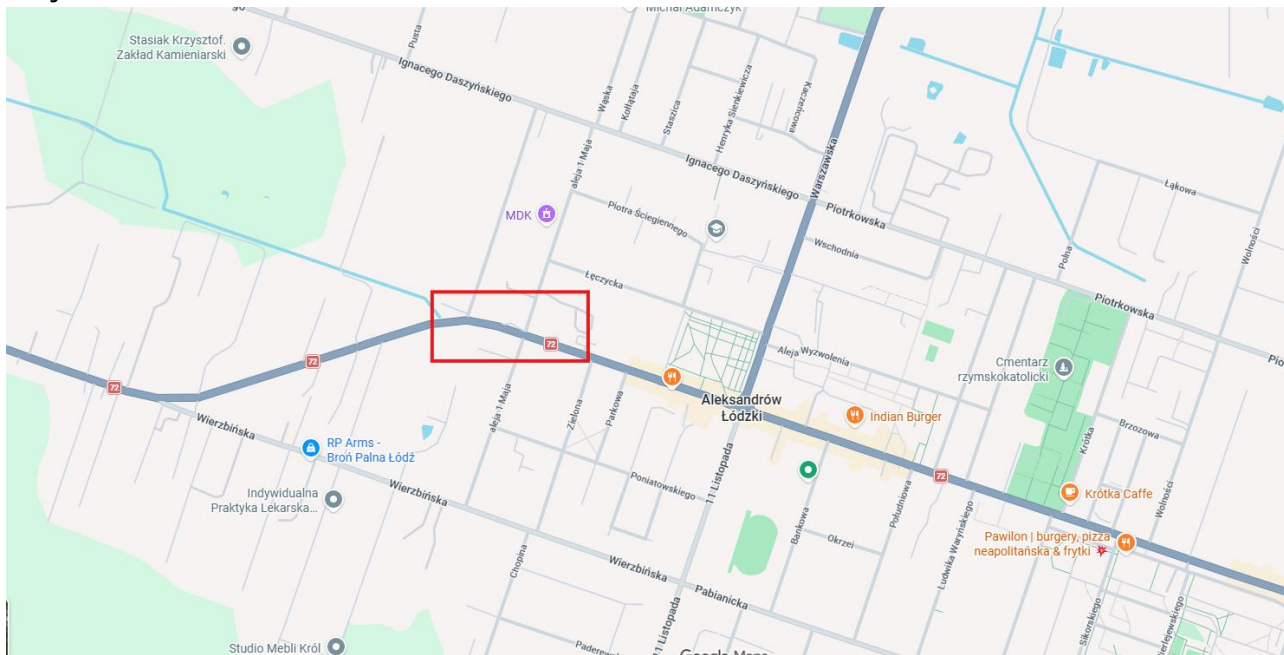 Michał Adamczyk
Stasiak Krzysztof.
Zakład Kamieniarski
Pusta
Ignacego Daszyńskiego
Wąska
Kołłątaja
Staszica
Henryka Sienkiewicza
Kaczeńcowa
Warszawska
aleja 1 Maja
Ignacego Daszyńskiego
Piotrkowska
Łąkowa
MDK
Piotra Ściegiennego
Wschodnia
Polna
Wolności
Łęczycka
Piotrkowska
72
72
72
Aleja Wyzwolenia
Cmentarz
rzymskokatolicki
Pio
Aleksandrów
Łódzki
Indian Burger
Wierzbińska
aleja 1 Maja
Zielona
Parkowa
Krótka
Brzozowa
RP Arms -
Broń Palna Łódź
11 Listopada
72
Poniatowskiego
Indywidualna
Praktyka Lekarska...
Wierzbińska
Południowa
Krótka Caffe
Wolności
Bankowa
Okrzei
Ludwika Waryńskiego
Pawilon | burgery, pizza
neapolitańska & frytki
Chopina
Wierzbińska
Pabianicka
11 Listopada
Sikorskiego
Studio Mebli Król
Paderew
Google Maps